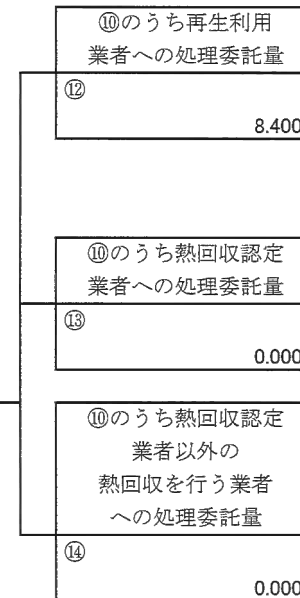 ⑩のうち再生利用
業者への処理委託量
⑫
8.400
⑩のうち熱回収認定
業者への処理委託量
⑬
0.000
⑩のうち熱回収認定
業者以外の
熱回収を行う業者
への処理委託量
⑭
0.000